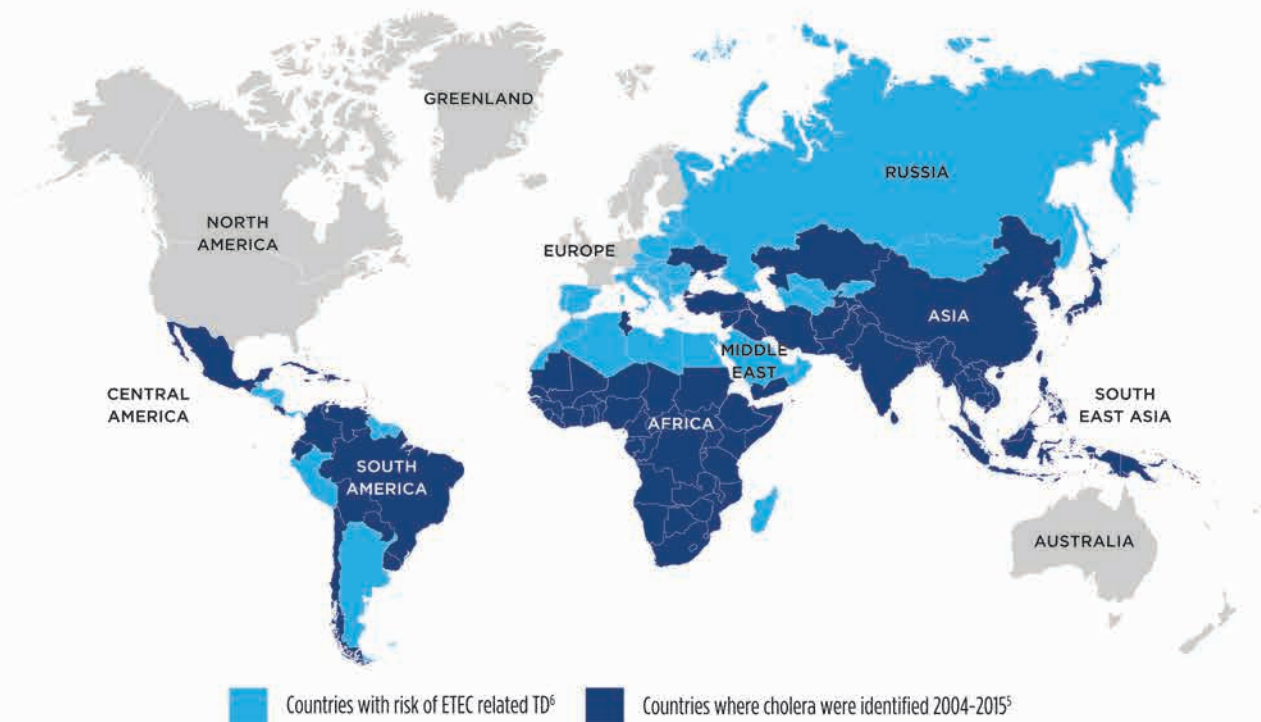 GREENLAND
RUSSIA
NORTH
AMERICA
EUROPE
ASIA
MIDDLE
EAST
CENTRAL
AMERICA
SOUTH
EAST ASIA
AFRICA
SOUTH
AMERICA
AUSTRALIA
Countries with risk of ETEC related TD⁶
Countries where cholera were identified 2004-2015⁵